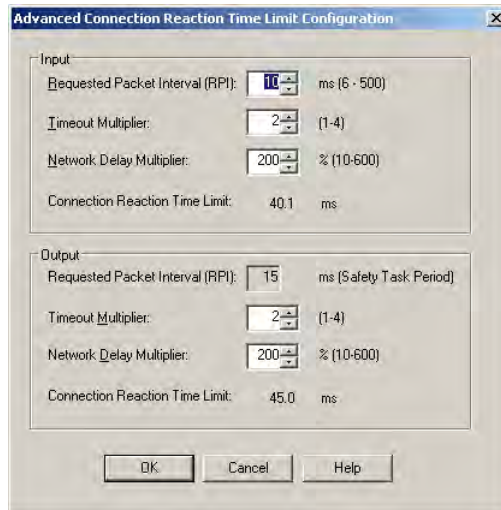 Advanced Connection Reaction Time Limit Configuration
Input
Requested Packet Interval (RPI): 10 ms (6 - 500)
Timeout Multiplier: 2 (1-4)
Network Delay Multiplier: 200 % (10-600)
Connection Reaction Time Limit: 40.1 ms
Output
Requested Packet Interval (RPI): 15 ms (Safety Task Period)
Timeout Multiplier: 2 (1-4)
Network Delay Multiplier: 200 % (10-600)
Connection Reaction Time Limit: 45.0 ms
OK Cancel Help